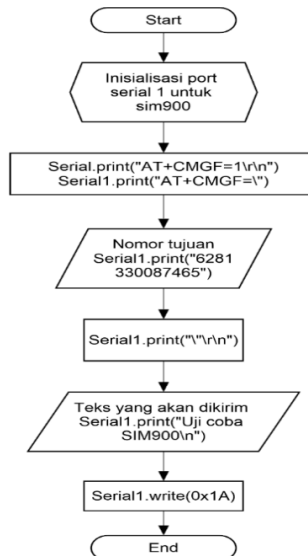 Start
Inisialisasi port
serial 1 untuk
sim900
Serial.print("AT+CMGF=1\r\n")
Serial1.print("AT+CMGF=\")
Nomor tujuan
Serial1.print("6281
330087465")
Serial1.print("\"\r\n")
Teks yang akan dikirim
Serial1.print("Uji coba
SIM900\n")
Serial1.write(0x1A)
End